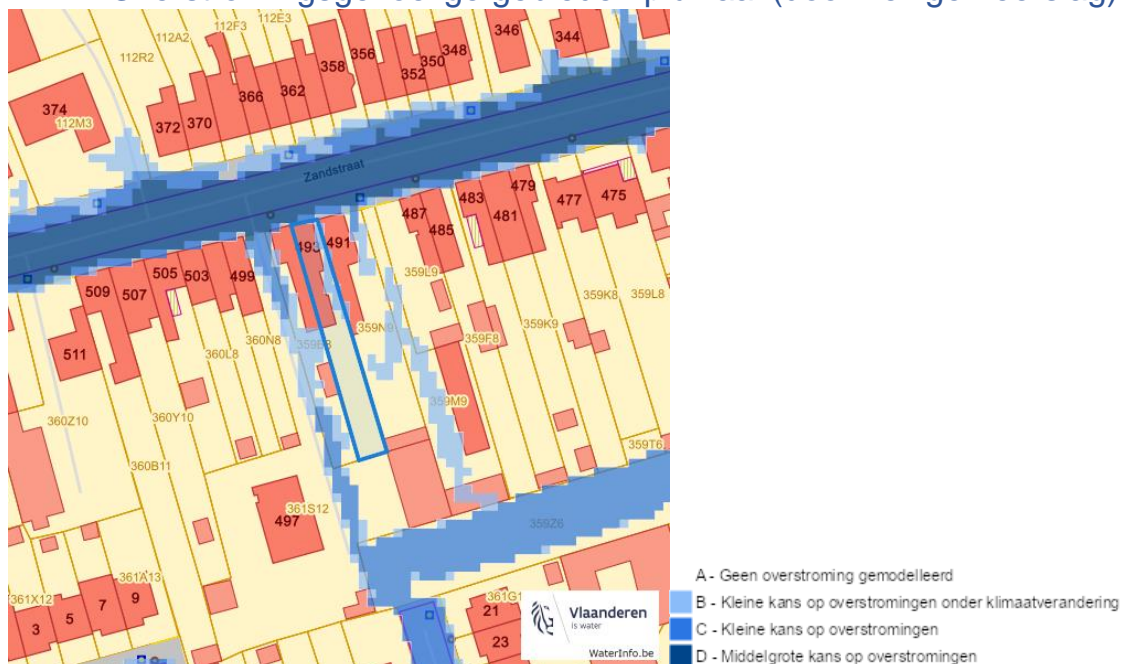 112F3 112E3
112A2
112R2
346 344
348
350
352
356
358
362
366
370
372
374
112M3
Zandstraat
479
483
481
477 475
487
485
493 491
505 503
499
509
507
511
359L9
359K8 359L8
359N9
359K9
359F8
360N8
360L8
360Z10
360Y10
359M9
359T6
360B11
361S12
497
359Z6
361A13
361X12
9
7
5
3
21
23
Vlaanderen
is water
WaterInfo.be
A - Geen overstroming gemodelleerd
B - Kleine kans op overstromingen onder klimaatverandering
C - Kleine kans op overstromingen
D - Middelgrote kans op overstromingen